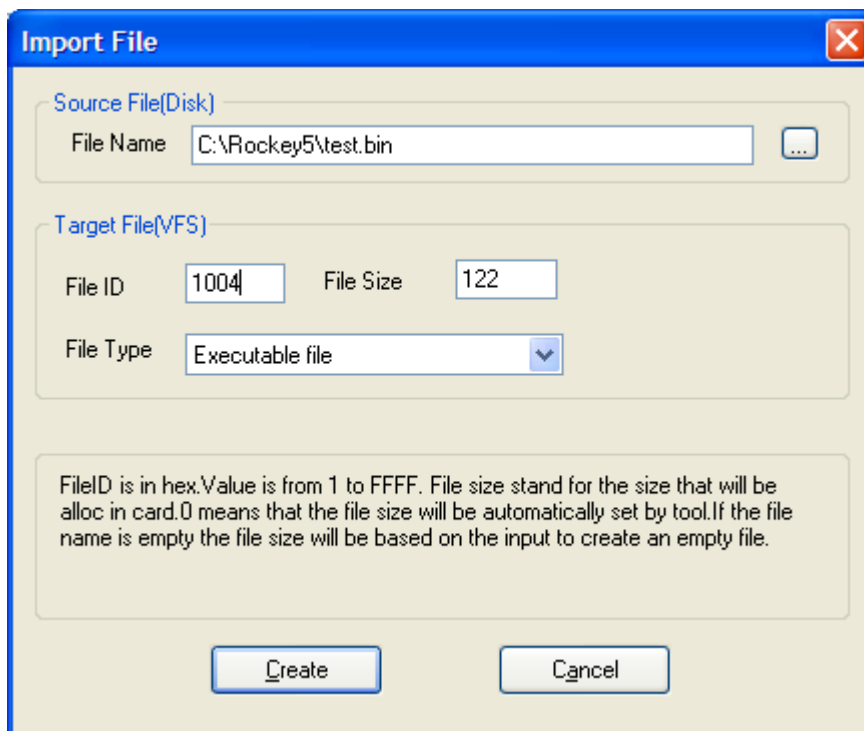 Import File
Source File(Disk)
File Name C:\Rockey5\test.bin ...
Target File(VFS)
File ID 1004 File Size 122
File Type Executable file
FileID is in hex.Value is from 1 to FFFF. File size stand for the size that will be
alloc in card.0 means that the file size will be automatically set by tool.If the file
name is empty the file size will be based on the input to create an empty file.
Create Cancel